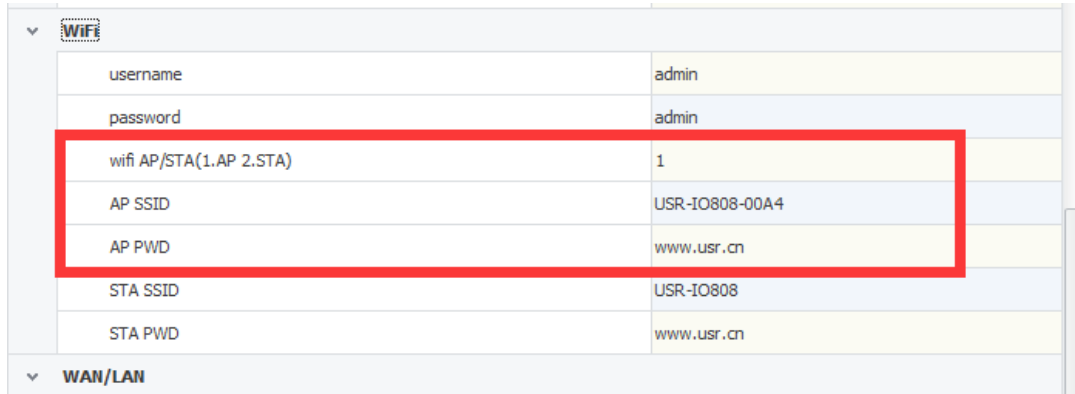 WiFi
username admin
password admin
wifi AP/STA(1.AP 2.STA) 1
AP SSID USR-IO808-00A4
AP PWD www.usr.cn
STA SSID USR-IO808
STA PWD www.usr.cn
WAN/LAN